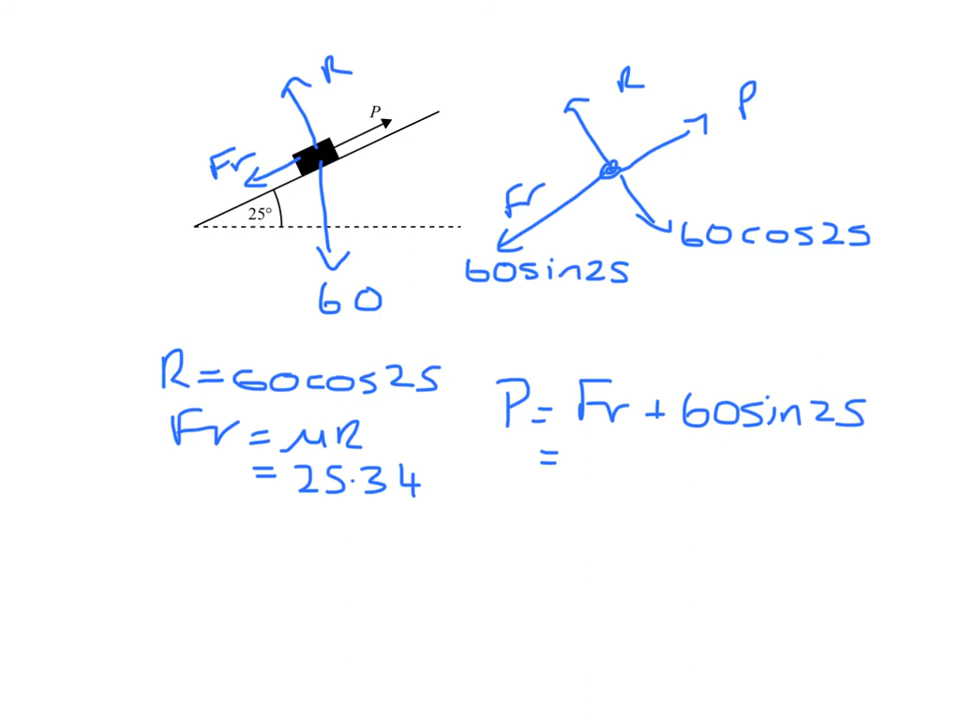 R
P
Fr
25°
60
R
P
Fr
60cos25
60sin25
R = 60cos25
Fr = μR
= 25.34
P = Fr + 60sin25
=